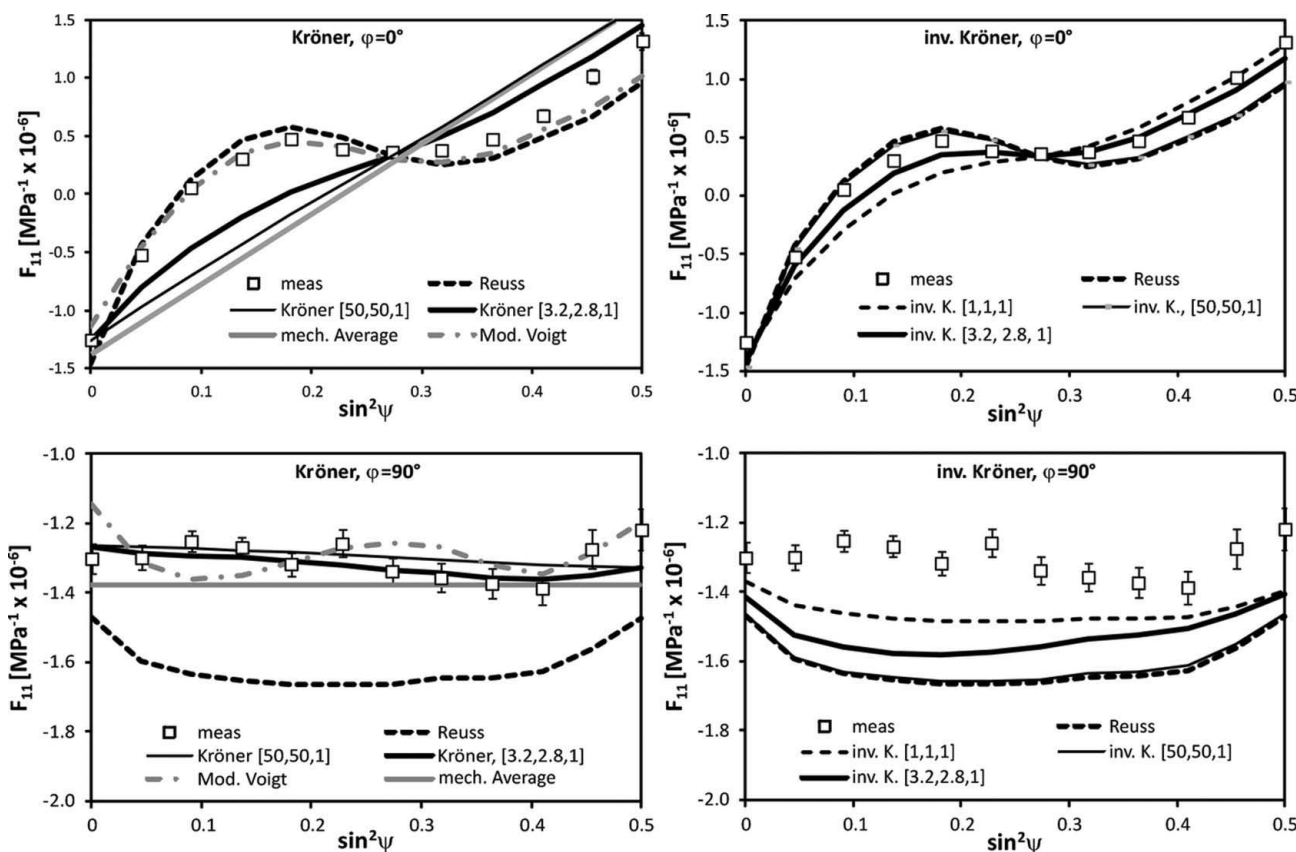 Kröner, φ=0°
1.5
1.0
0.5
0.0
-0.5
-1.0
-1.5
F11 [MPa-1 x 10-6]
meas
Reuss
Kröner [50,50,1]
Kröner [3.2,2.8,1]
mech. Average
Mod. Voigt
0 0.1 0.2 0.3 0.4 0.5
sin²ψ
inv. Kröner, φ=0°
1.5
1.0
0.5
0.0
-0.5
-1.0
-1.5
F11 [MPa-1 x 10-6]
meas
Reuss
inv. K. [1,1,1]
inv. K., [50,50,1]
inv. K. [3.2, 2.8, 1]
0 0.1 0.2 0.3 0.4 0.5
sin²ψ
Kröner, φ=90°
-1.0
-1.2
-1.4
-1.6
-1.8
-2.0
F11 [MPa-1 x 10-6]
meas
Reuss
Kröner [50,50,1]
Kröner, [3.2,2.8,1]
Mod. Voigt
mech. Average
0 0.1 0.2 0.3 0.4 0.5
sin²ψ
inv. Kröner, φ=90°
-1.0
-1.2
-1.4
-1.6
-1.8
-2.0
F11 [MPa-1 x 10-6]
meas
Reuss
inv. K. [1,1,1]
inv. K. [50,50,1]
inv. K. [3.2,2.8,1]
0 0.1 0.2 0.3 0.4 0.5
sin²ψ